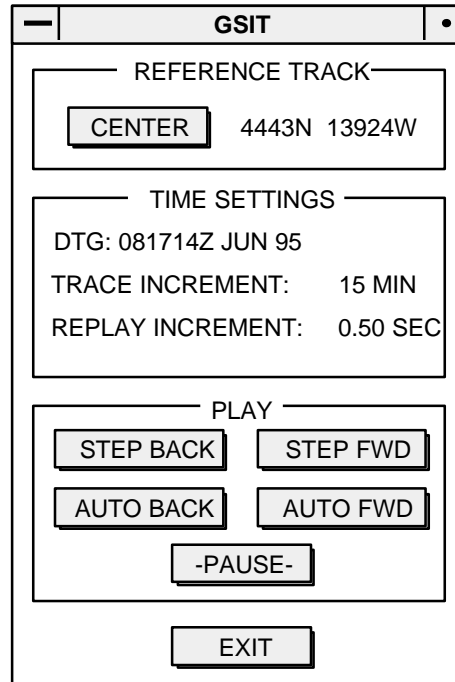 GSIT
REFERENCE TRACK
CENTER 4443N 13924W
TIME SETTINGS
DTG: 081714Z JUN 95
TRACE INCREMENT: 15 MIN
REPLAY INCREMENT: 0.50 SEC
PLAY
STEP BACK STEP FWD
AUTO BACK AUTO FWD
-PAUSE-
EXIT